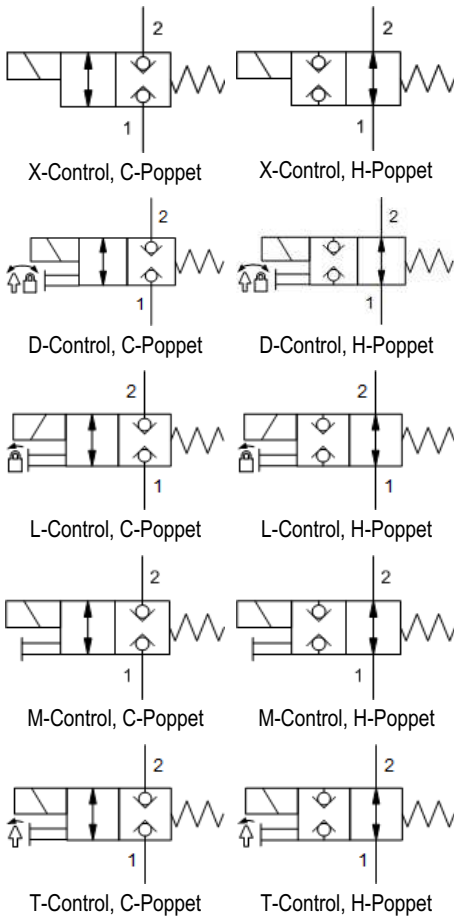 2
2
1
1
X-Control, C-Poppet
X-Control, H-Poppet
2
2
1
1
D-Control, C-Poppet
D-Control, H-Poppet
2
2
1
1
L-Control, C-Poppet
L-Control, H-Poppet
2
2
1
1
M-Control, C-Poppet
M-Control, H-Poppet
2
2
1
1
T-Control, C-Poppet
T-Control, H-Poppet